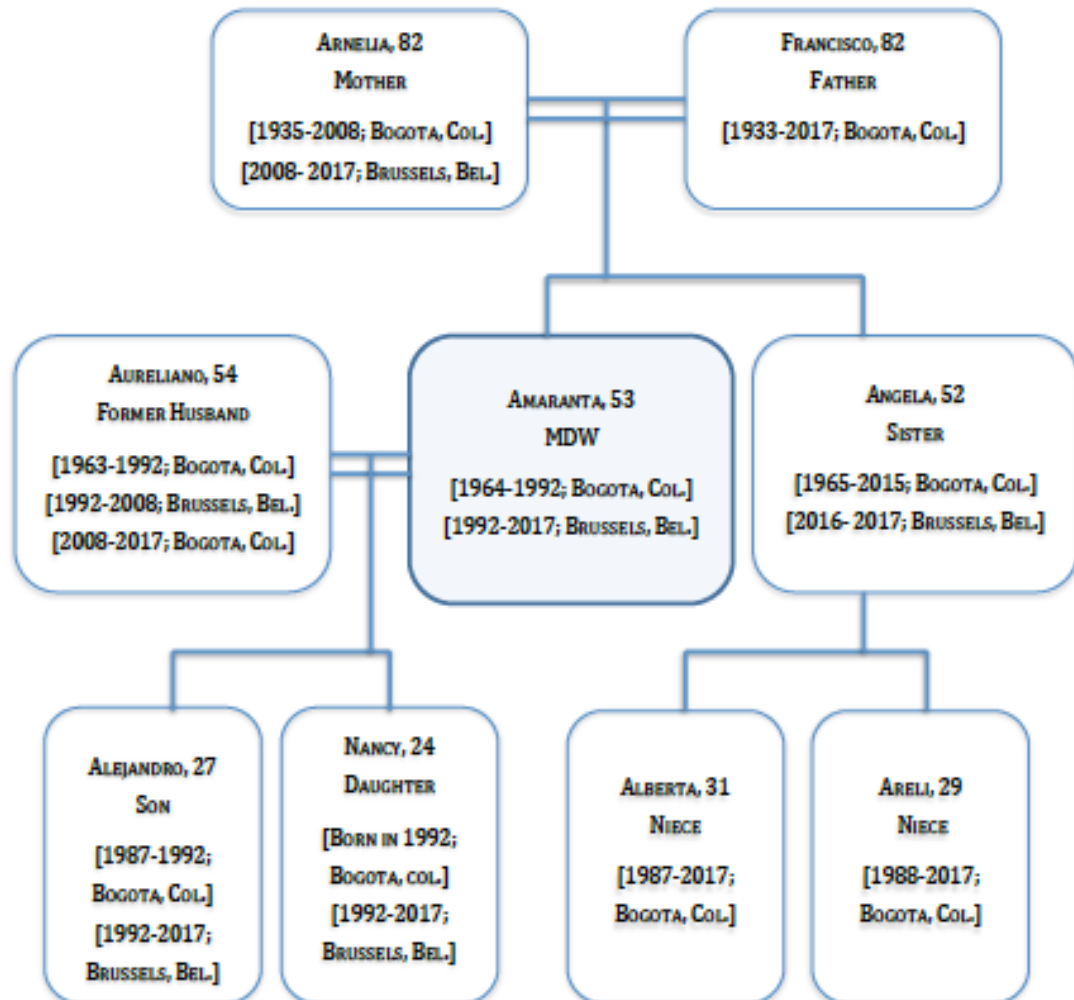 Arnelia, 82
Mother
[1935-2008; Bogota, Col.]
[2008- 2017; Brussels, Bel.]
Francisco, 82
Father
[1933-2017; Bogota, Col.]
Aureliano, 54
Former Husband
[1963-1992; Bogota, Col.]
[1992-2008; Brussels, Bel.]
[2008-2017; Bogota, Col.]
Amaranta, 53
MDW
[1964-1992; Bogota, Col.]
[1992-2017; Brussels, Bel.]
Angela, 52
Sister
[1965-2015; Bogota, Col.]
[2016- 2017; Brussels, Bel.]
Alejandro, 27
Son
[1987-1992;
Bogota, Col.]
[1992-2017;
Brussels, Bel.]
Nancy, 24
Daughter
[Born in 1992;
Bogota, col.]
[1992-2017;
Brussels, Bel.]
Alberta, 31
Niece
[1987-2017;
Bogota, Col.]
Areli, 29
Niece
[1988-2017;
Bogota, Col.]